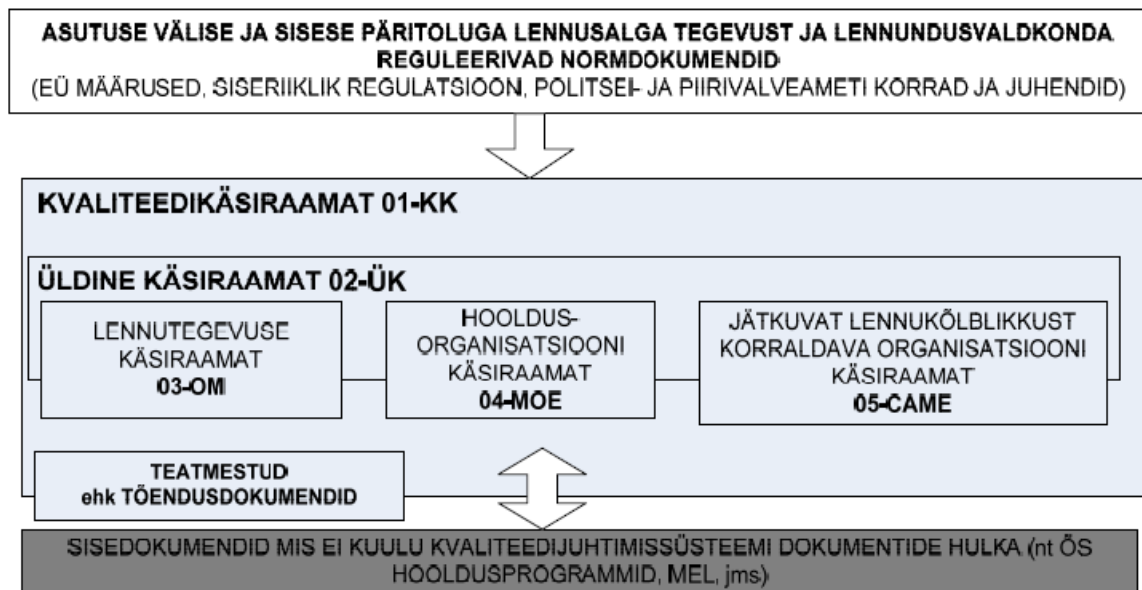 ASUTUSE VÄLISE JA SISESE PÄRITOLUGA LENNUSALGA TEGEVUST JA LENNUNDUSVALDKONDA
REGULEERIVAD NORMDOKUMENDID
(EÜ MÄÄRUSED, SISERIIKLIK REGULATSIOON, POLITSEI- JA PIIRIVALVEAMETI KORRAD JA JUHENDID)
KVALITEEDIKÄSIRAAMAT 01-KK
ÜLDINE KÄSIRAAMAT 02-ÜK
LENNUTEGEVUSE
KÄSIRAAMAT
03-OM
HOOLDUS-
ORGANISATSIOONI
KÄSIRAAMAT
04-MOE
JÄTKUVAT LENNUKÕLBLIKKUST
KORRALDAVA ORGANISATSIOONI
KÄSIRAAMAT
05-CAME
TEATMESTUD
ehk TÕENDUSDOKUMENDID
SISEDOKUMENDID MIS EI KUULU KVALITEEDIJUHTIMISSÜSTEEMI DOKUMENTIDE HULKA (nt ÕS
HOOLDUSPROGRAMMID, MEL, jms)